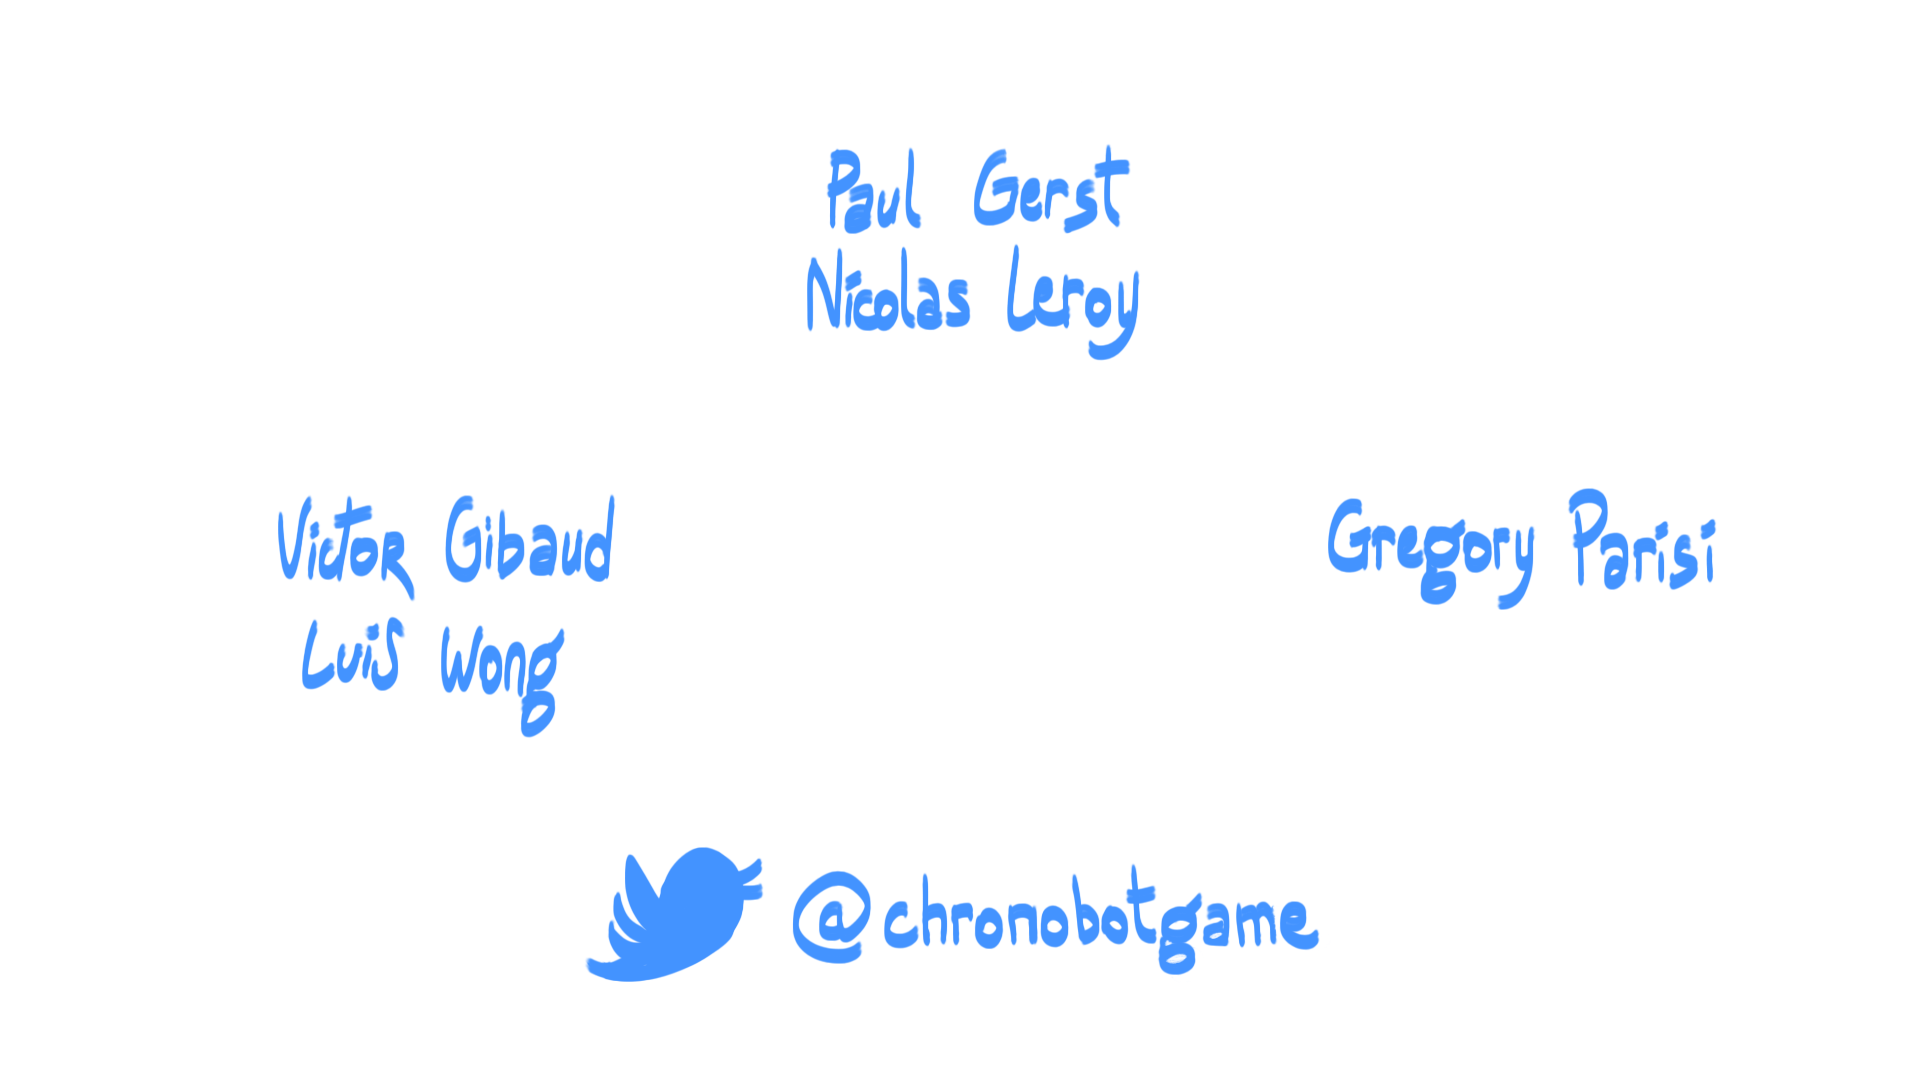 Paul Gerst
Nicolas Leroy
Victor Gibaud
Luis Wong
Gregory Parisi
@chronobotgame